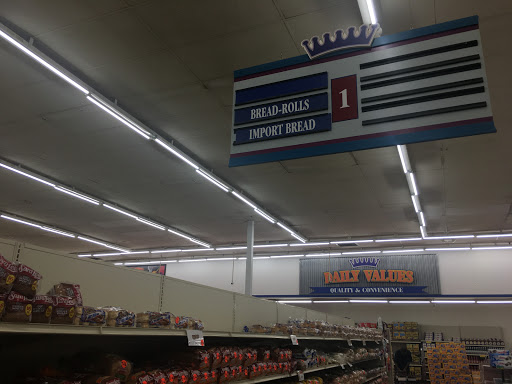 BREAD-ROLLS
IMPORT BREAD
1
DAILY VALUES
QUALITY & CONVENIENCE